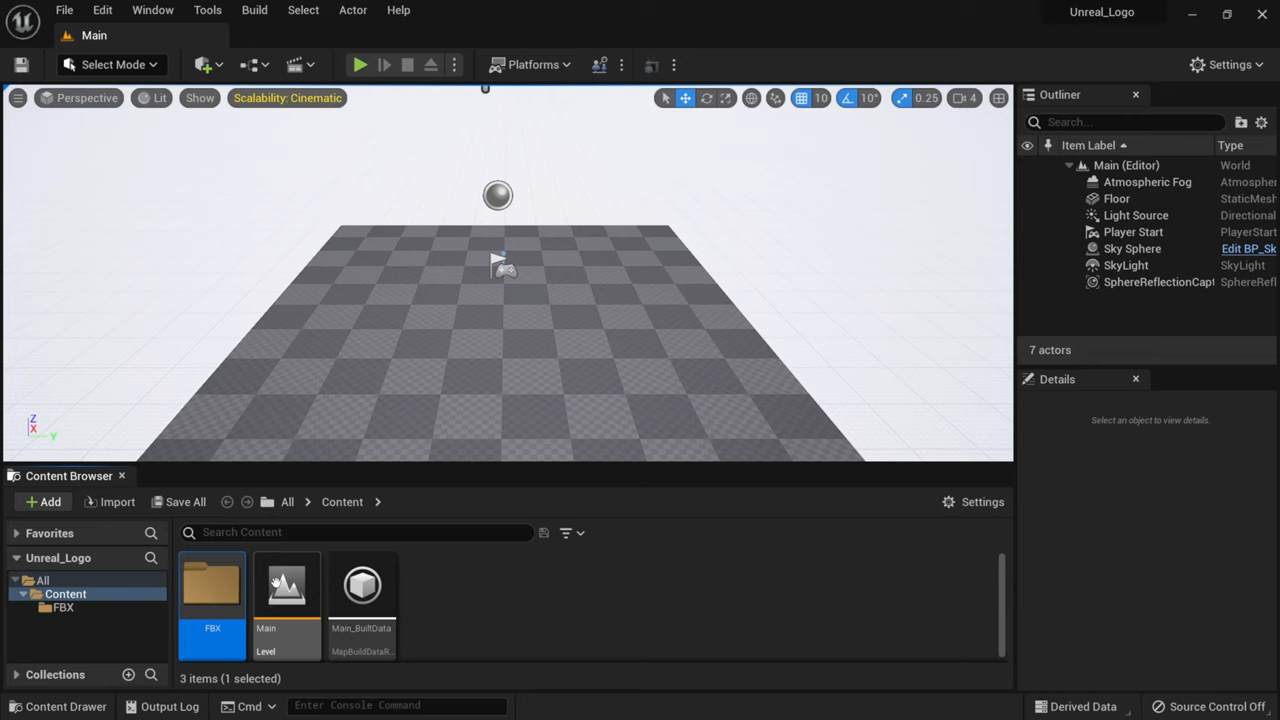 File Edit Window Tools Build Select Actor Help
Unreal_Logo
Main
Select Mode
Platforms
Settings
Perspective Lit Show Scalability: Cinematic
10 10° 0.25 4
Outliner
Search...
Item Label Type
Main (Editor) World
Atmospheric Fog Atmospher
Floor StaticMesh
Light Source Directional
Player Start PlayerStart
Sky Sphere Edit BP_Sk
SkyLight SkyLight
SphereReflectionCapt SphereRefl
7 actors
Details
Select an object to view details.
Z
X
Y
Content Browser
Add Import Save All All Content Settings
Favorites
Search Content
Unreal_Logo
All
Content
FBX
FBX
Main
Level
Main_BuiltData
MapBuildDataR...
Collections
3 items (1 selected)
Content Drawer Output Log Cmd Enter Console Command Derived Data Source Control Off